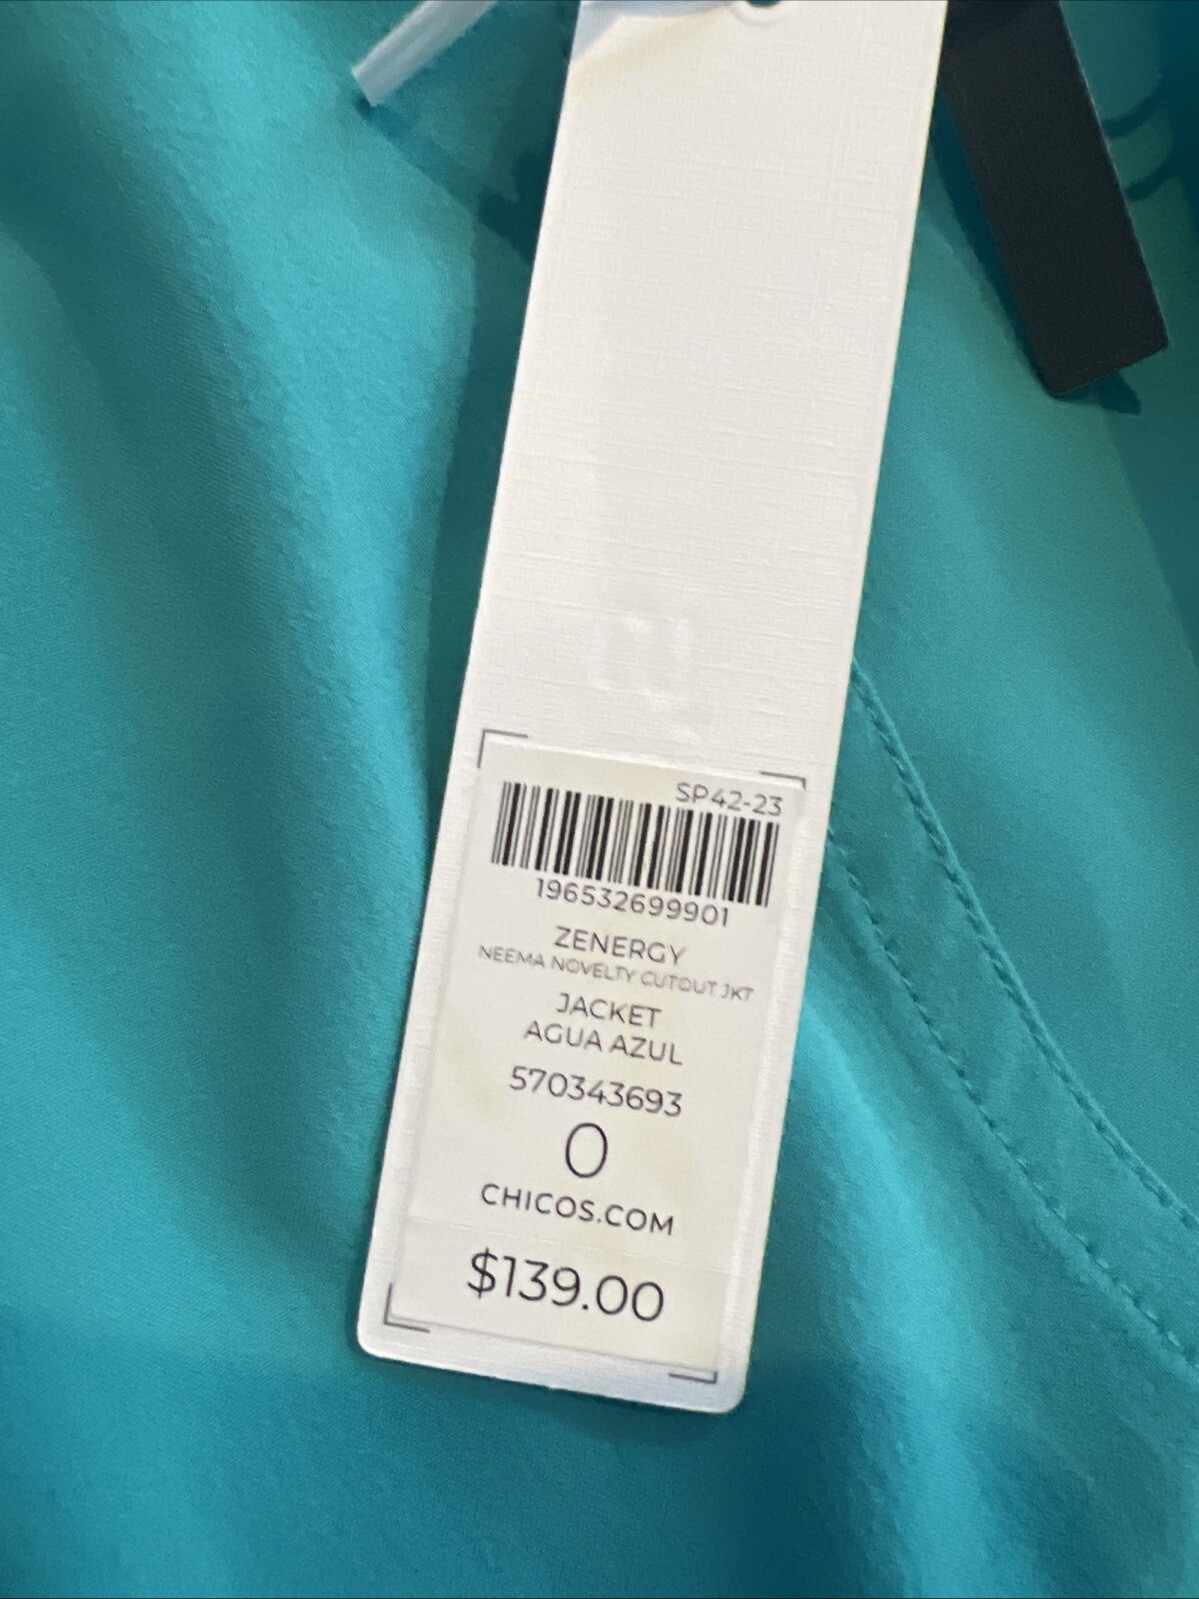 SP42-23
196532699901
ZENERGY
NEEMA NOVELTY CUTOUT JKT
JACKET
AGUA AZUL
570343693
0
CHICOS.COM
$139.00